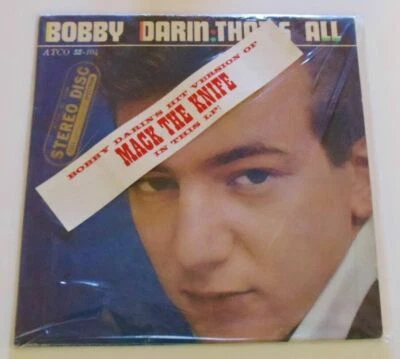 BOBBY DARIN: THAT'S ALL
ATCO 33-104
STEREO DISC
BOBBY DARIN'S HIT VERSION OF
MACK THE KNIFE
IN THIS LP!